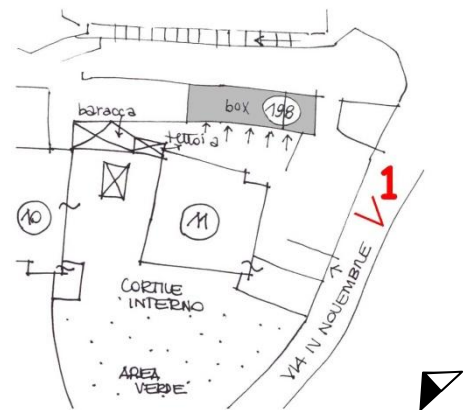 box 198
baracca
tettoia
1
10
11
CORTILE
INTERNO
VIA IV NOVEMBRE
AREA
VERDE